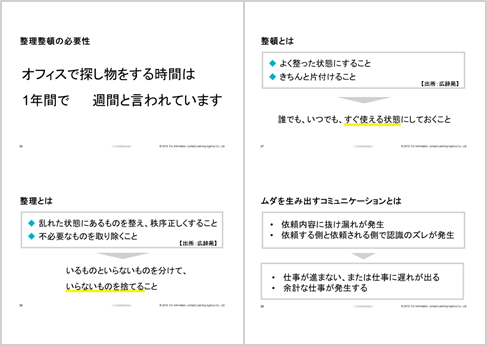 整理整頓の必要性
オフィスで探し物をする時間は
1年間で 週間と言われています
整理とは
◆ 乱れた状態にあるものを整え、秩序正しくすること
◆ 不必要なものを取り除くこと
【出所：広辞苑】
いるものといらないものを分けて、
いらないものを捨てること
整頓とは
◆ よく整った状態にすること
◆ きちんと片付けること
【出所：広辞苑】
誰でも、いつでも、すぐ使える状態にしておくこと
ムダを生み出すコミュニケーションとは
• 依頼内容に抜け漏れが発生
• 依頼する側と依頼される側で認識のズレが発生
• 仕事が進まない、または仕事に遅れが出る
• 余計な仕事が発生する